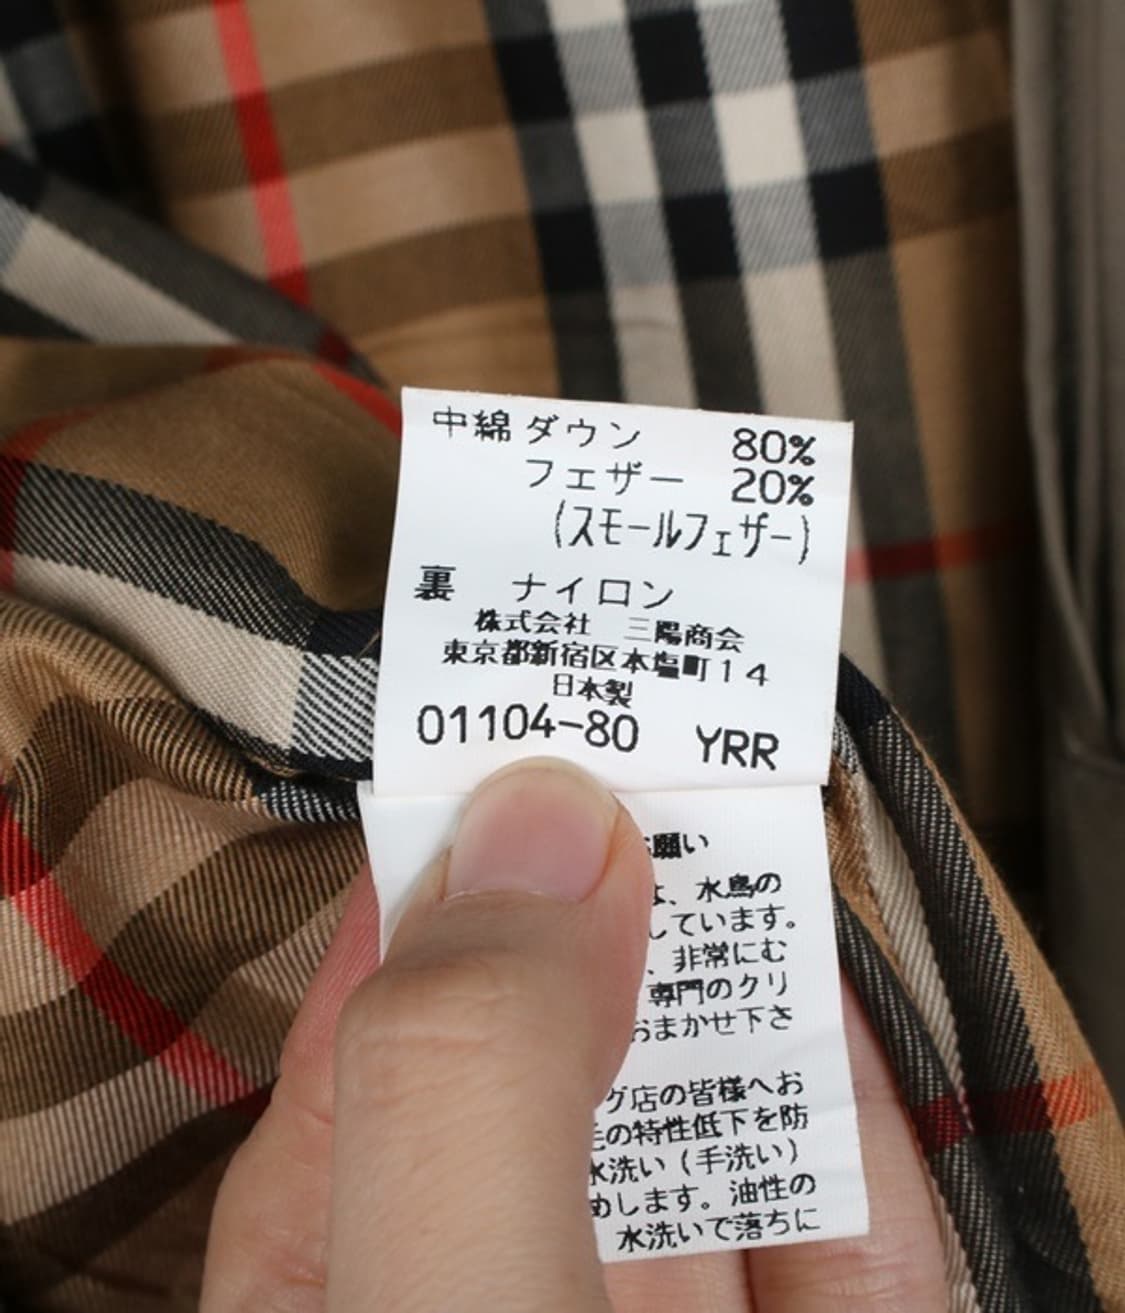 中綿 ダウン 80%
フェザー 20%
(スモールフェザー)
裏 ナイロン
株式会社 三陽商会
東京都新宿区本塩町14
日本製
01104-80 YRR
お願い
は、水鳥の
しています。
、非常にむ
専門のクリ
おまかせ下さ
グ店の皆様へお
毛の特性低下を防
水洗い(手洗い)
めします。油性の
水洗いで落ちに